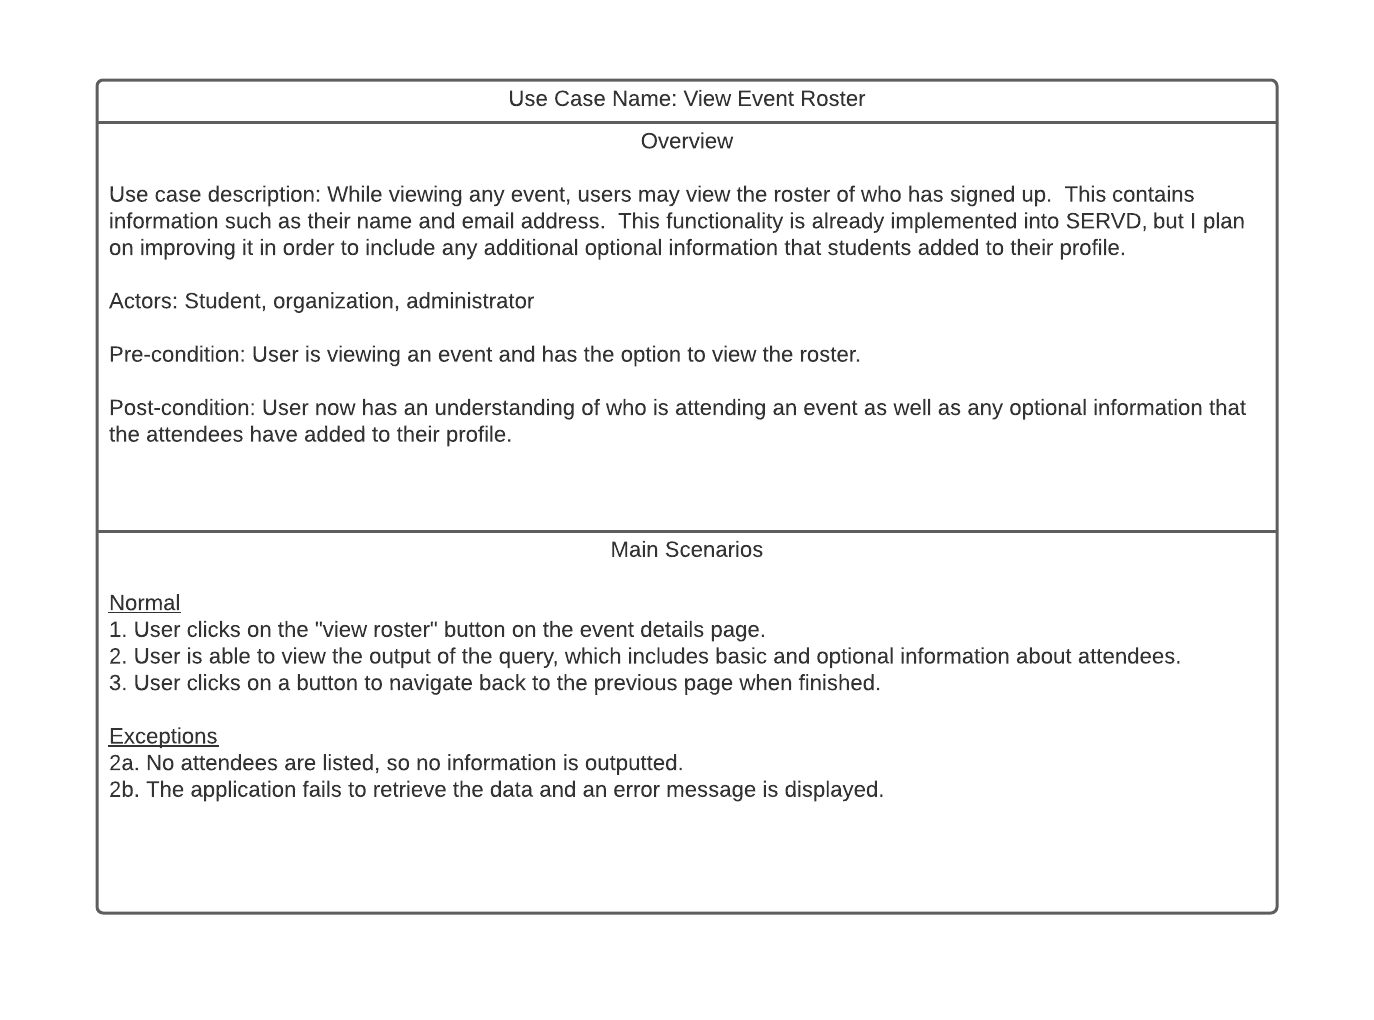 Use Case Name: View Event Roster
Overview
Use case description: While viewing any event, users may view the roster of who has signed up.  This contains
information such as their name and email address.  This functionality is already implemented into SERVD, but I plan
on improving it in order to include any additional optional information that students added to their profile.
Actors: Student, organization, administrator
Pre-condition: User is viewing an event and has the option to view the roster.
Post-condition: User now has an understanding of who is attending an event as well as any optional information that
the attendees have added to their profile.
Main Scenarios
Normal
1. User clicks on the "view roster" button on the event details page.
2. User is able to view the output of the query, which includes basic and optional information about attendees.
3. User clicks on a button to navigate back to the previous page when finished.
Exceptions
2a. No attendees are listed, so no information is outputted.
2b. The application fails to retrieve the data and an error message is displayed.